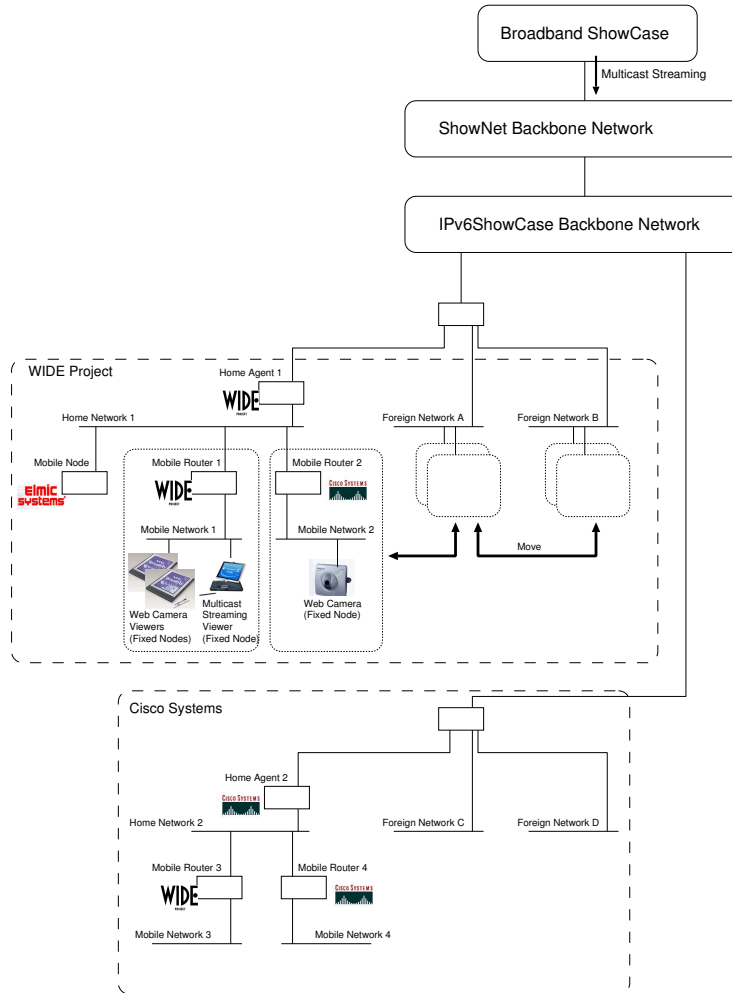 Broadband ShowCase
Multicast Streaming
ShowNet Backbone Network
IPv6ShowCase Backbone Network
WIDE Project
Home Agent 1
WIDE
PROJECT
Home Network 1
Foreign Network A
Foreign Network B
Mobile Node
Elmic
systems
Mobile Router 1
WIDE
PROJECT
Mobile Router 2
CISCO SYSTEMS
Mobile Network 1
Mobile Network 2
Move
Web Camera
Viewers
(Fixed Nodes)
Multicast
Streaming
Viewer
(Fixed Node)
Web Camera
(Fixed Node)
Cisco Systems
Home Agent 2
CISCO SYSTEMS
Home Network 2
Foreign Network C
Foreign Network D
Mobile Router 3
WIDE
PROJECT
Mobile Router 4
CISCO SYSTEMS
Mobile Network 3
Mobile Network 4